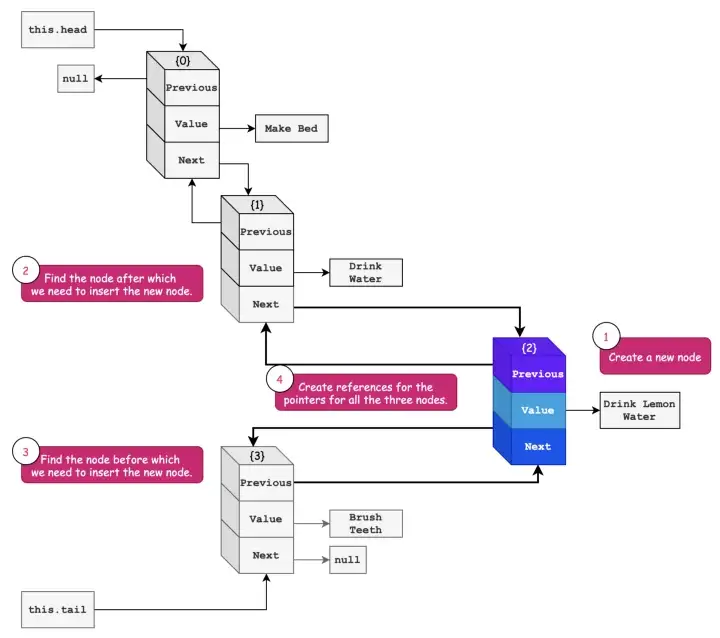 this.head
{0}
null
Previous
Value
Make Bed
Next
{1}
Previous
Value
Drink
Water
Next
2
Find the node after which
we need to insert the new node.
{2}
Previous
Value
Next
1
Create a new node
Drink Lemon
Water
4
Create references for the
pointers for all the three nodes.
3
Find the node before which
we need to insert the new node.
{3}
Previous
Value
Brush
Teeth
Next
null
this.tail